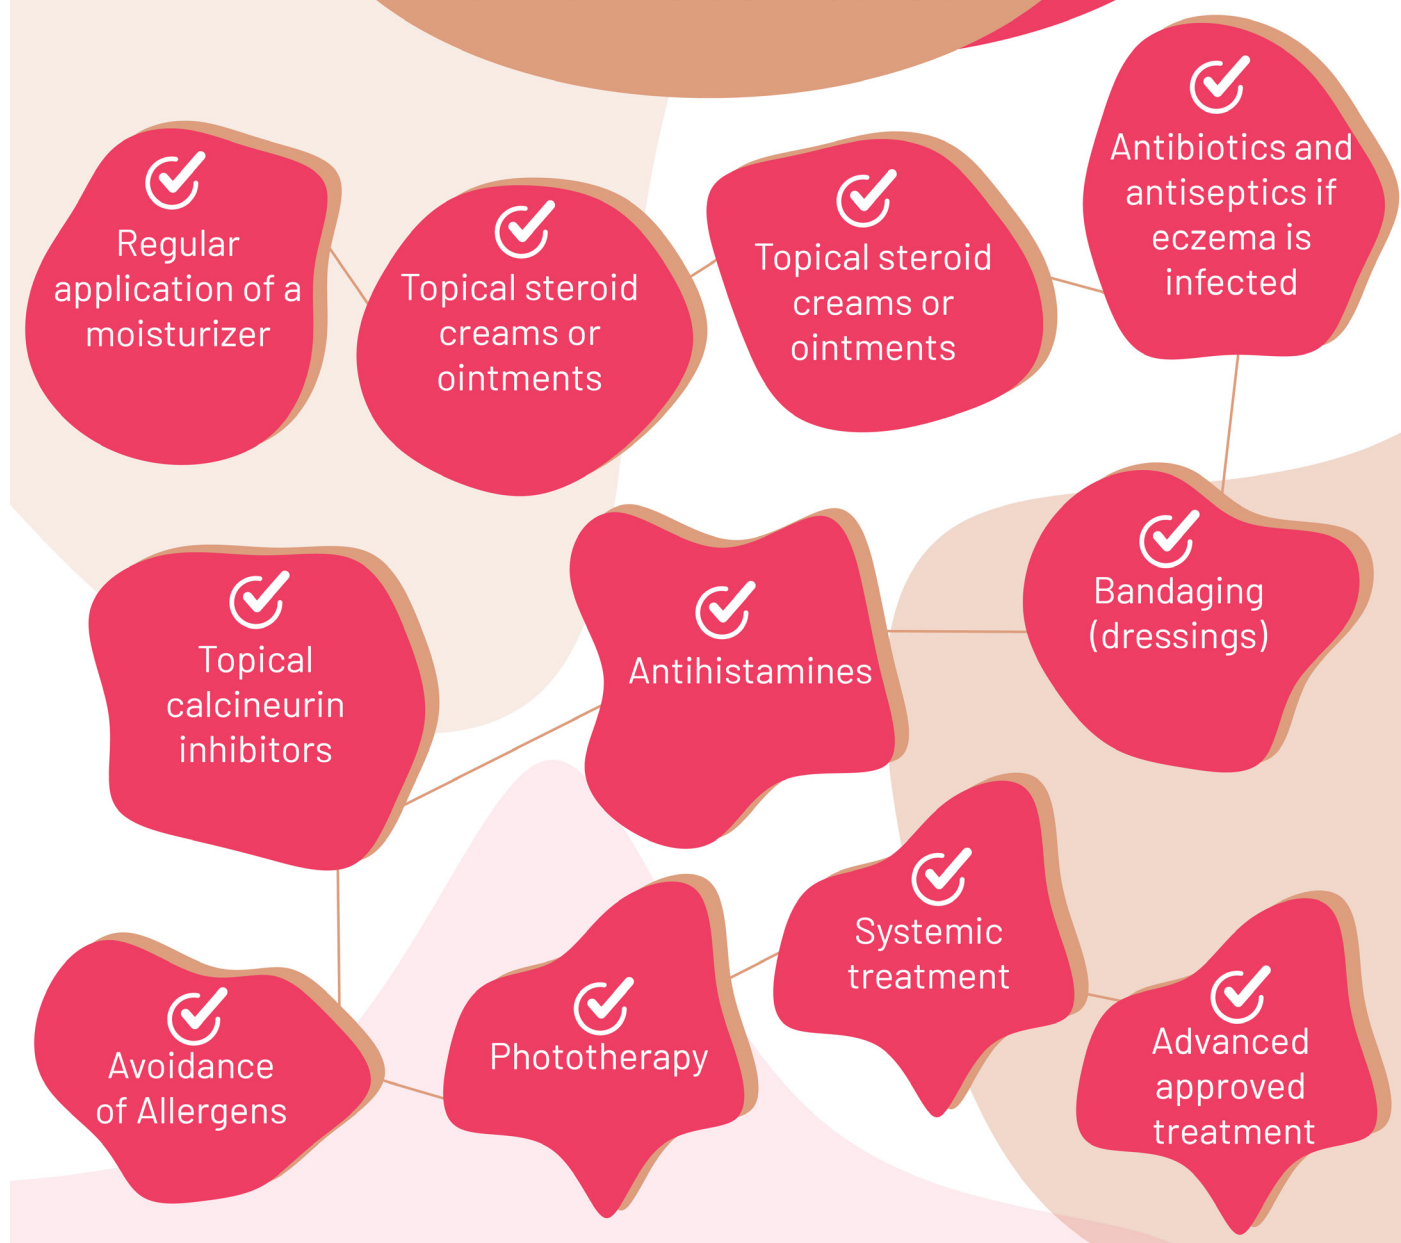 Regular
application of a
moisturizer
Topical steroid
creams or
ointments
Topical steroid
creams or
ointments
Antibiotics and
antiseptics if
eczema is
infected
Bandaging
(dressings)
Antihistamines
Topical
calcineurin
inhibitors
Avoidance
of Allergens
Phototherapy
Systemic
treatment
Advanced
approved
treatment